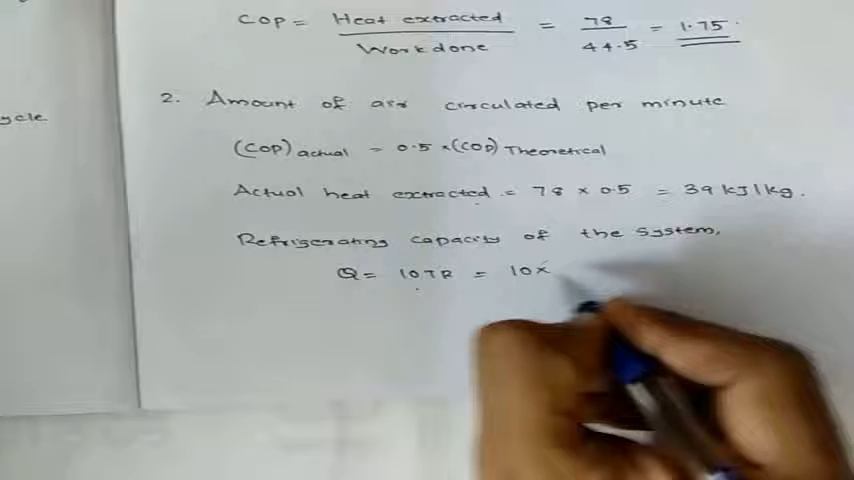 COP = Heat extracted / Workdone = 78 / 44.5 = 1.75
ycle
2. Amount of air circulated per minute
(COP) actual = 0.5 × (COP) Theoretical
Actual heat extracted = 78 × 0.5 = 39 kJ/kg.
Refrigerating capacity of the system,
Q = 10TR = 10×